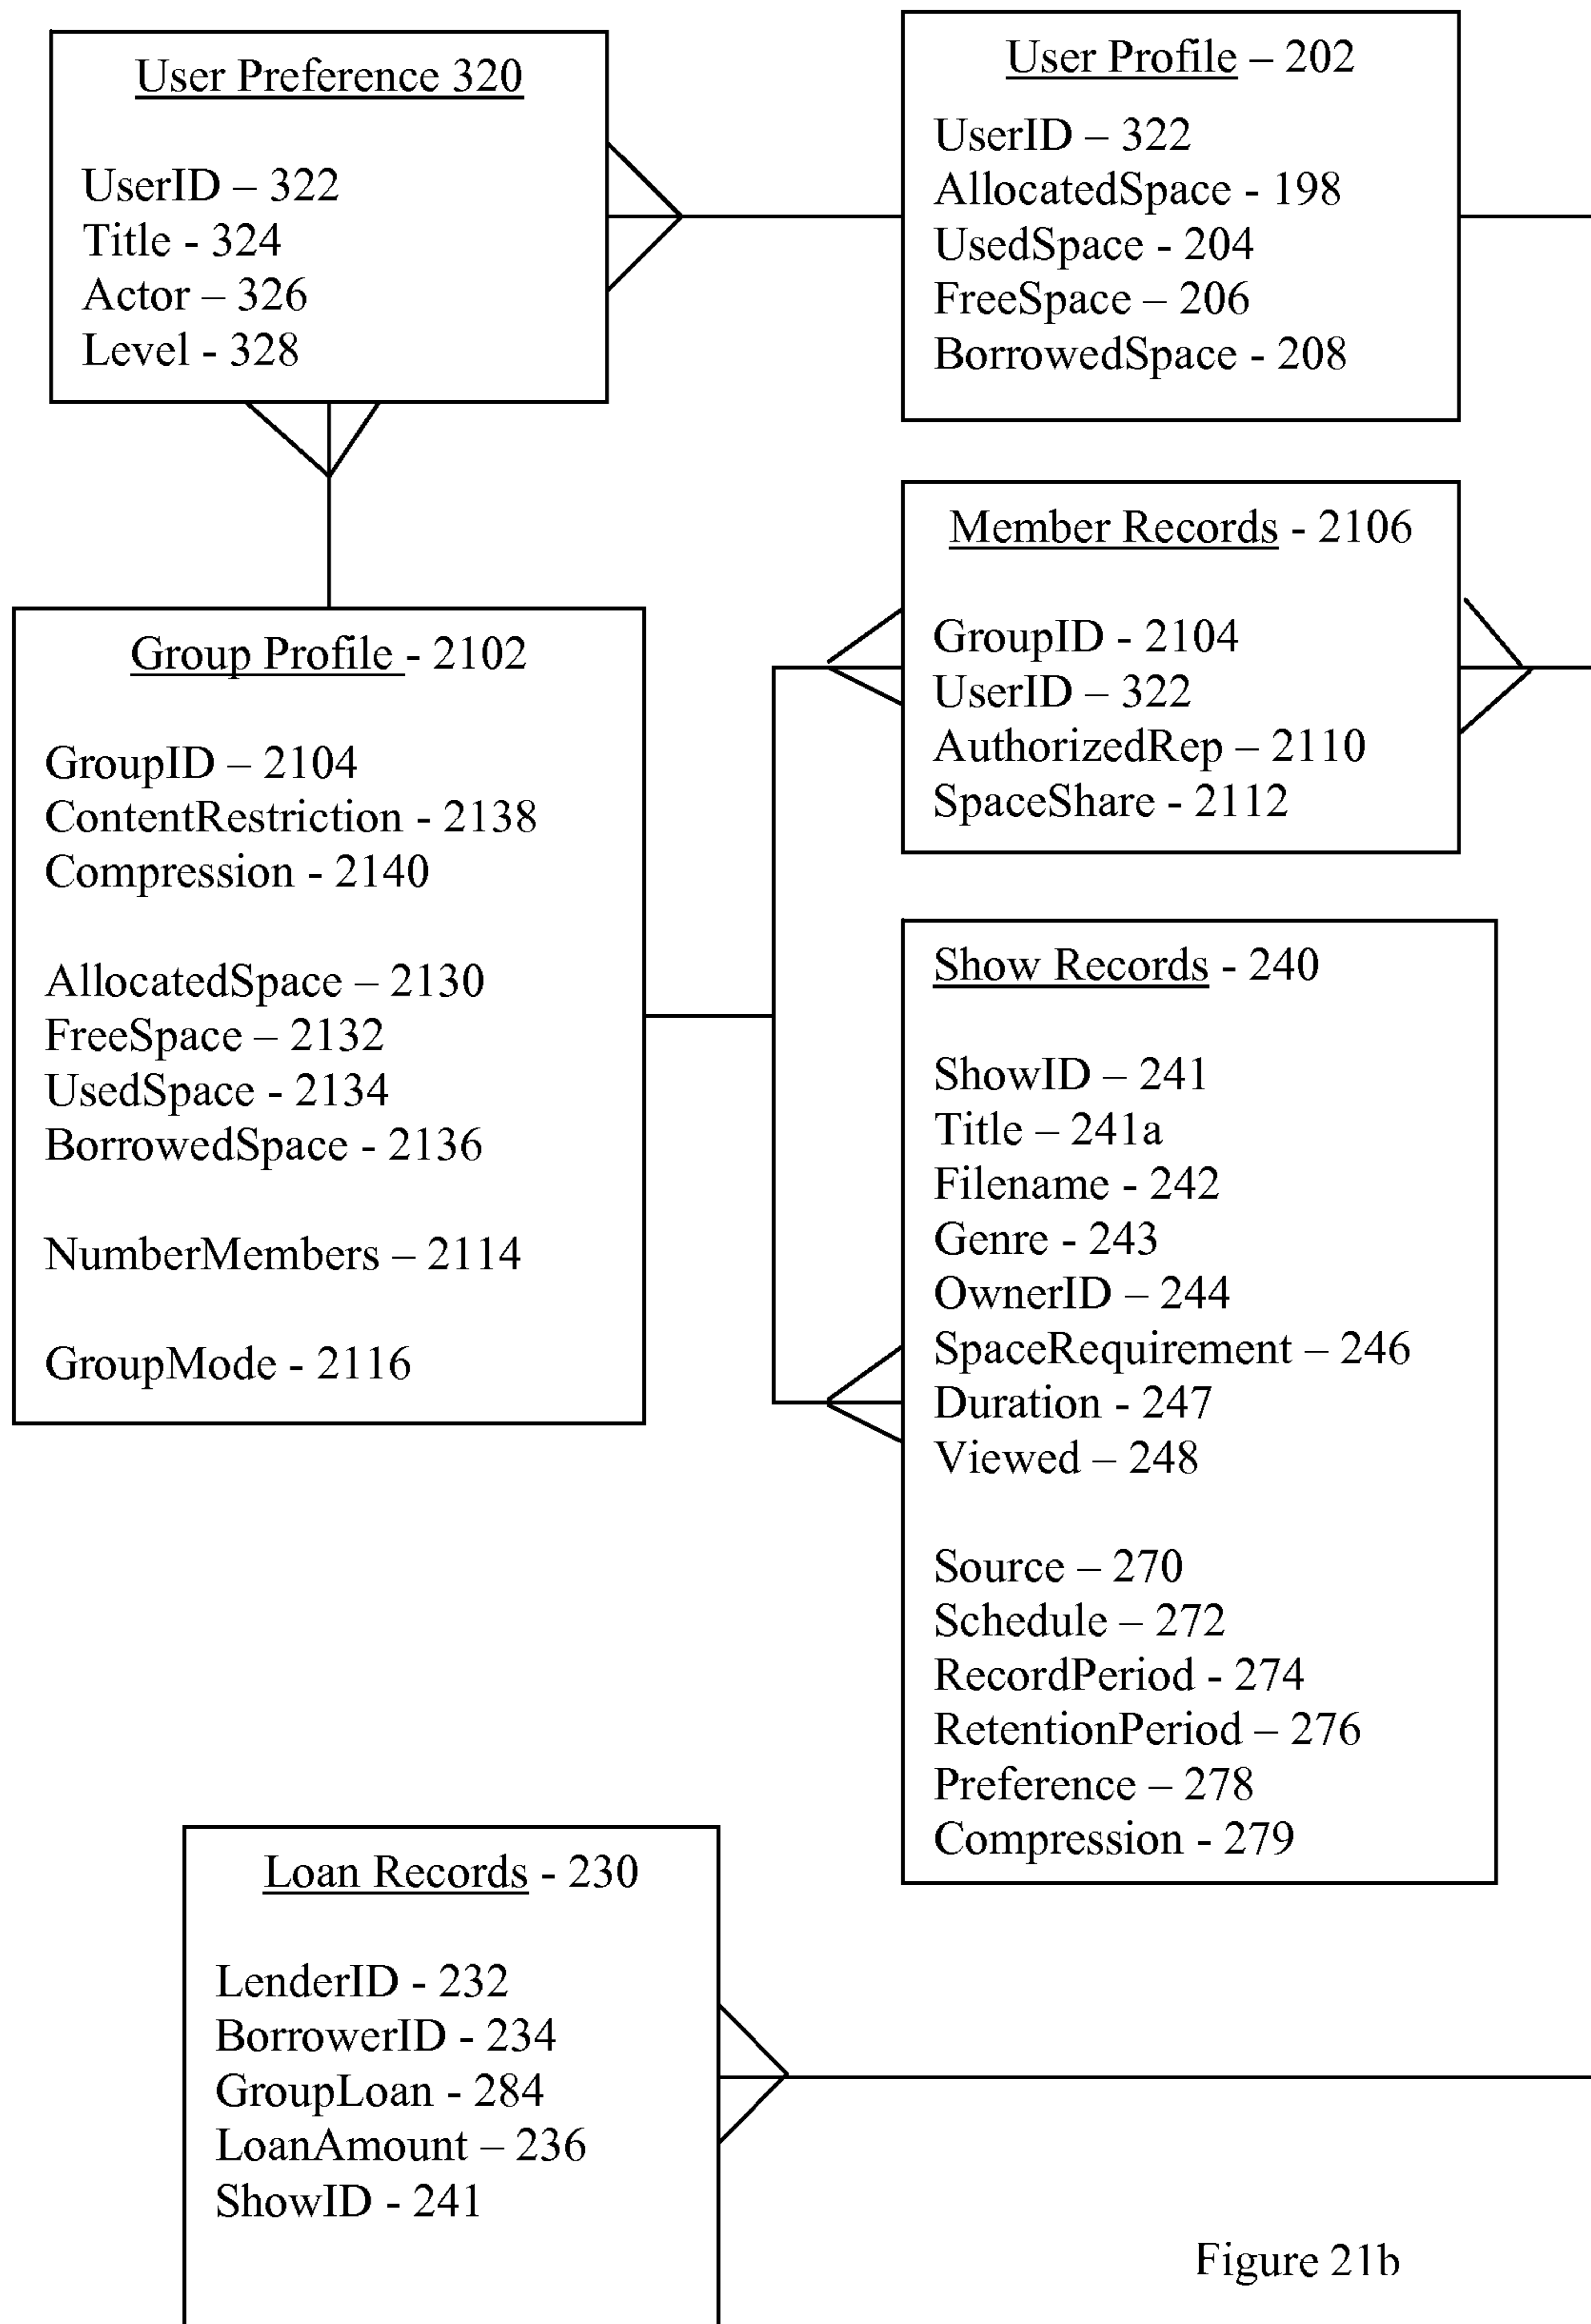 User Preference 320
UserID – 322
Title - 324
Actor – 326
Level - 328
User Profile – 202
UserID – 322
AllocatedSpace - 198
UsedSpace - 204
FreeSpace – 206
BorrowedSpace - 208
Member Records - 2106
GroupID - 2104
UserID – 322
AuthorizedRep – 2110
SpaceShare - 2112
Group Profile - 2102
GroupID – 2104
ContentRestriction - 2138
Compression - 2140
AllocatedSpace – 2130
FreeSpace – 2132
UsedSpace - 2134
BorrowedSpace - 2136
NumberMembers – 2114
GroupMode - 2116
Show Records - 240
ShowID – 241
Title – 241a
Filename - 242
Genre - 243
OwnerID – 244
SpaceRequirement – 246
Duration - 247
Viewed – 248
Source – 270
Schedule – 272
RecordPeriod - 274
RetentionPeriod – 276
Preference – 278
Compression - 279
Loan Records - 230
LenderID - 232
BorrowerID - 234
GroupLoan - 284
LoanAmount – 236
ShowID - 241
Figure 21b